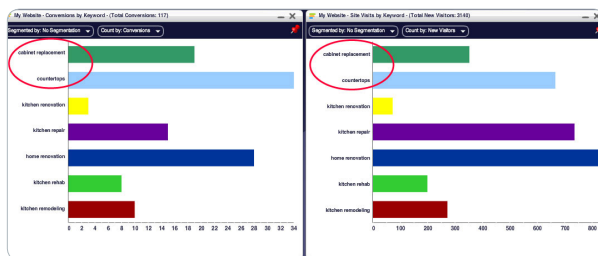 My Website - Conversions by Keyword - (Total Conversions: 117)
Segmented by: No Segmentation
Count by: Conversions
cabinet replacement
countertops
kitchen renovation
kitchen repair
home renovation
kitchen rehab
kitchen remodeling
0 2 4 6 8 10 12 14 16 18 20 22 24 26 28 30 32 34
My Website - Site Visits by Keyword - (Total New Visitors: 3140)
Segmented by: No Segmentation
Count by: New Visitors
cabinet replacement
countertops
kitchen renovation
kitchen repair
home renovation
kitchen rehab
kitchen remodeling
0 100 200 300 400 500 600 700 800